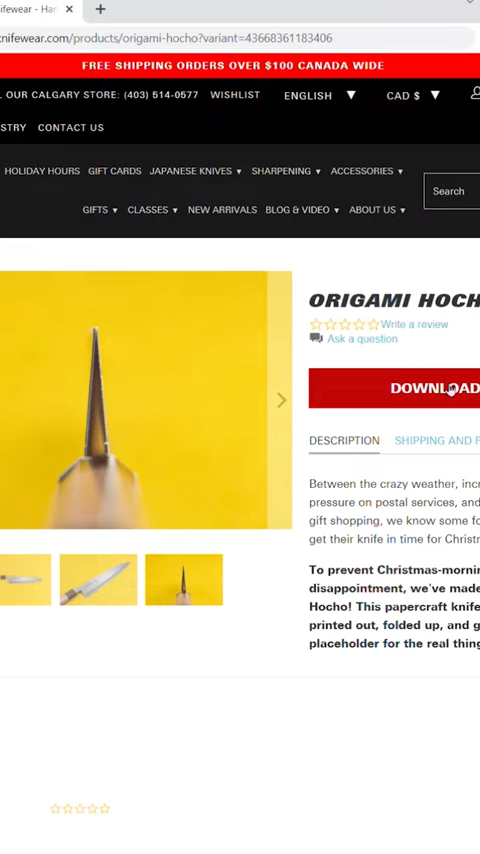 nifewear - Han
knifewear.com/products/origami-hocho?variant=43668361183406
FREE SHIPPING ORDERS OVER $100 CANADA WIDE
L OUR CALGARY STORE: (403) 514-0577 WISHLIST ENGLISH ▼ CAD $ ▼
STRY CONTACT US
HOLIDAY HOURS GIFT CARDS JAPANESE KNIVES ▼ SHARPENING ▼ ACCESSORIES ▼
Search
GIFTS ▼ CLASSES ▼ NEW ARRIVALS BLOG & VIDEO ▼ ABOUT US ▼
ORIGAMI HOCH
Write a review
Ask a question
DOWNLOAD
DESCRIPTION SHIPPING AND
Between the crazy weather, incr
pressure on postal services, and
gift shopping, we know some fo
get their knife in time for Christm
To prevent Christmas-morni
disappointment, we've made
Hocho! This papercraft knife
printed out, folded up, and g
placeholder for the real thing